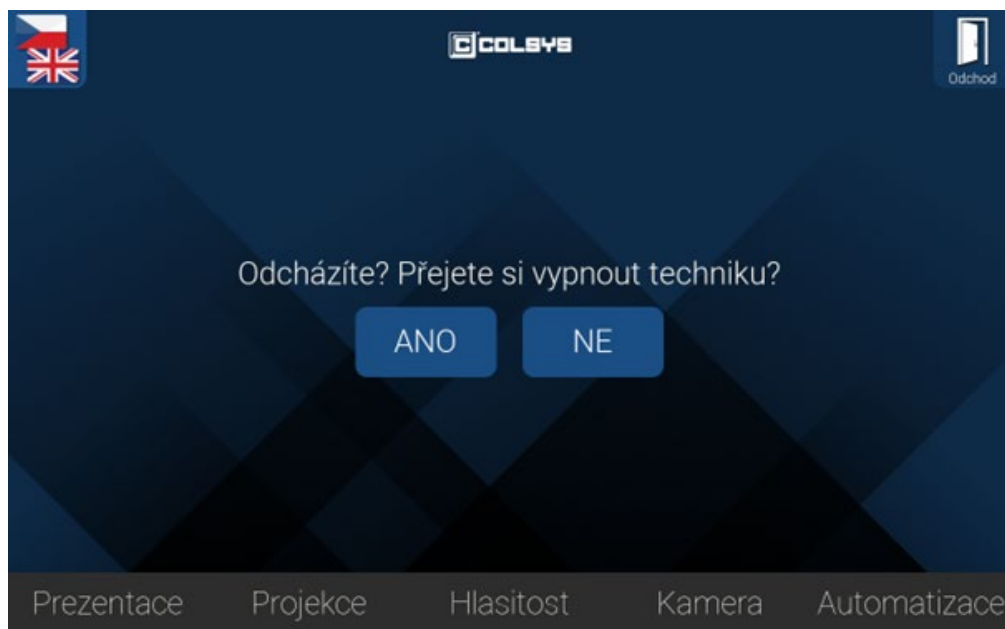 COLSYS
Odchod
Odcházíte? Přejete si vypnout techniku?
ANO NE
Prezentace Projekce Hlasitost Kamera Automatizace